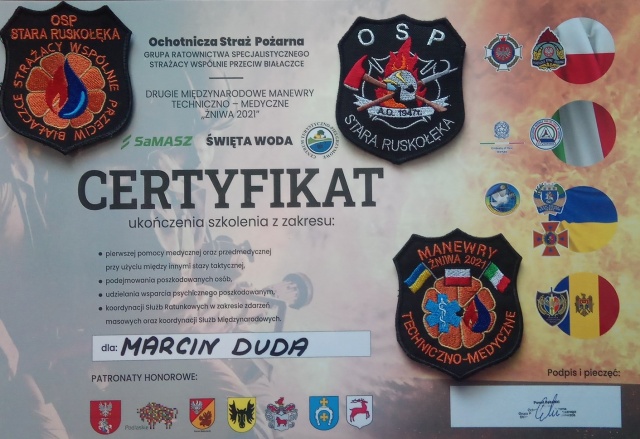 OSP
STARA RUSKOŁĘKA
STRAŻACY WSPÓLNIE PRZECIW BIAŁACZCE
Ochotnicza Straż Pożarna
GRUPA RATOWNICTWA SPECJALISTYCZNEGO
STRAŻACY WSPÓLNIE PRZECIW BIAŁACZCE
DRUGIE MIĘDZYNARODOWE MANEWRY
TECHNICZNO – MEDYCZNE
"ŻNIWA 2021"
SaMASZ
ŚWIĘTA WODA
OSP
A.D. 1947r.
STARA RUSKOŁĘKA
CERTYFIKAT
ukończenia szkolenia z zakresu:
pierwszej pomocy medycznej oraz przedmedycznej
przy użyciu między innymi stazy taktycznej,
podejmowania poszkodowanych osób,
udzielania wsparcia psychicznego poszkodowanym,
koordynacji Służb Ratunkowych w zakresie zdarzeń
masowych oraz koordynacji Służb Międzynarodowych.
MANEWRY
ŻNIWA 2021
TECHNICZNO-MEDYCZNE
dla: MARCIN DUDA
PATRONATY HONOROWE:
Podpis i pieczęć: